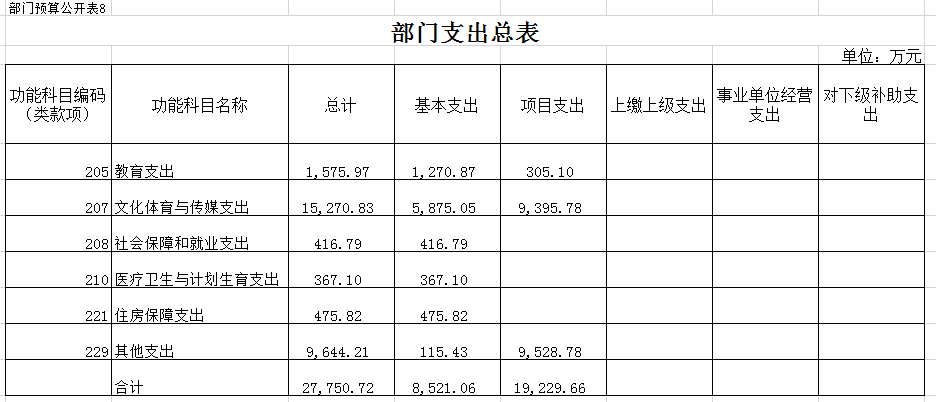 部门预算公开表8
部门支出总表
单位：万元
功能科目编码（类款项） 功能科目名称 总计 基本支出 项目支出 上缴上级支出 事业单位经营支出 对下级补助支出
205 教育支出 1,575.97 1,270.87 305.10
207 文化体育与传媒支出 15,270.83 5,875.05 9,395.78
208 社会保障和就业支出 416.79 416.79
210 医疗卫生与计划生育支出 367.10 367.10
221 住房保障支出 475.82 475.82
229 其他支出 9,644.21 115.43 9,528.78
合计 27,750.72 8,521.06 19,229.66